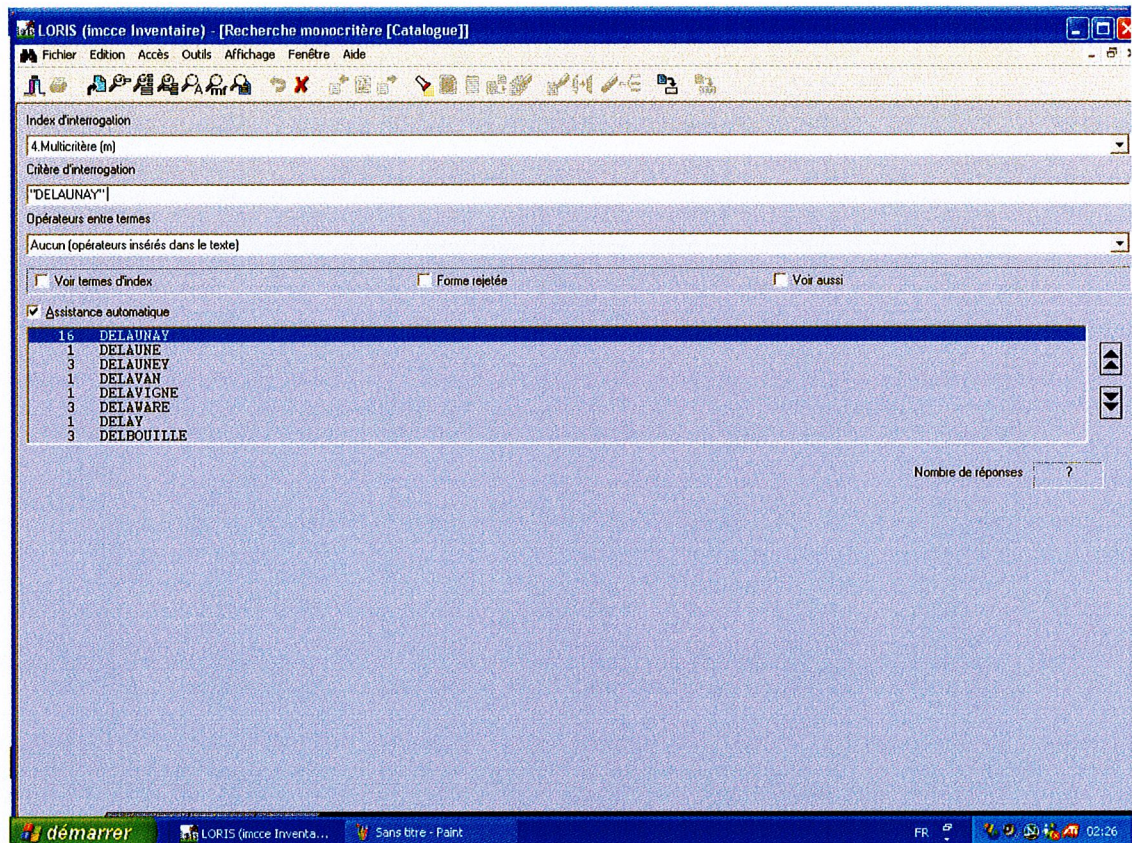 LORIS (imcce Inventaire) - [Recherche monocritère [Catalogue]]
Fichier Edition Accès Outils Affichage Fenêtre Aide
Index d'interrogation
4.Multicritère (m)
Critère d'interrogation
"DELAUNAY"
Opérateurs entre termes
Aucun (opérateurs insérés dans le texte)
Voir termes d'index Forme rejetée Voir aussi
Assistance automatique
16 DELAUNAY
1 DELAUNE
3 DELAUNEY
1 DELAVAN
1 DELAVIGNE
3 DELAWARE
1 DELAY
3 DELBOUILLE
Nombre de réponses ?
démarrer LORIS (imcce Inventa... Sans titre - Paint FR 02:26